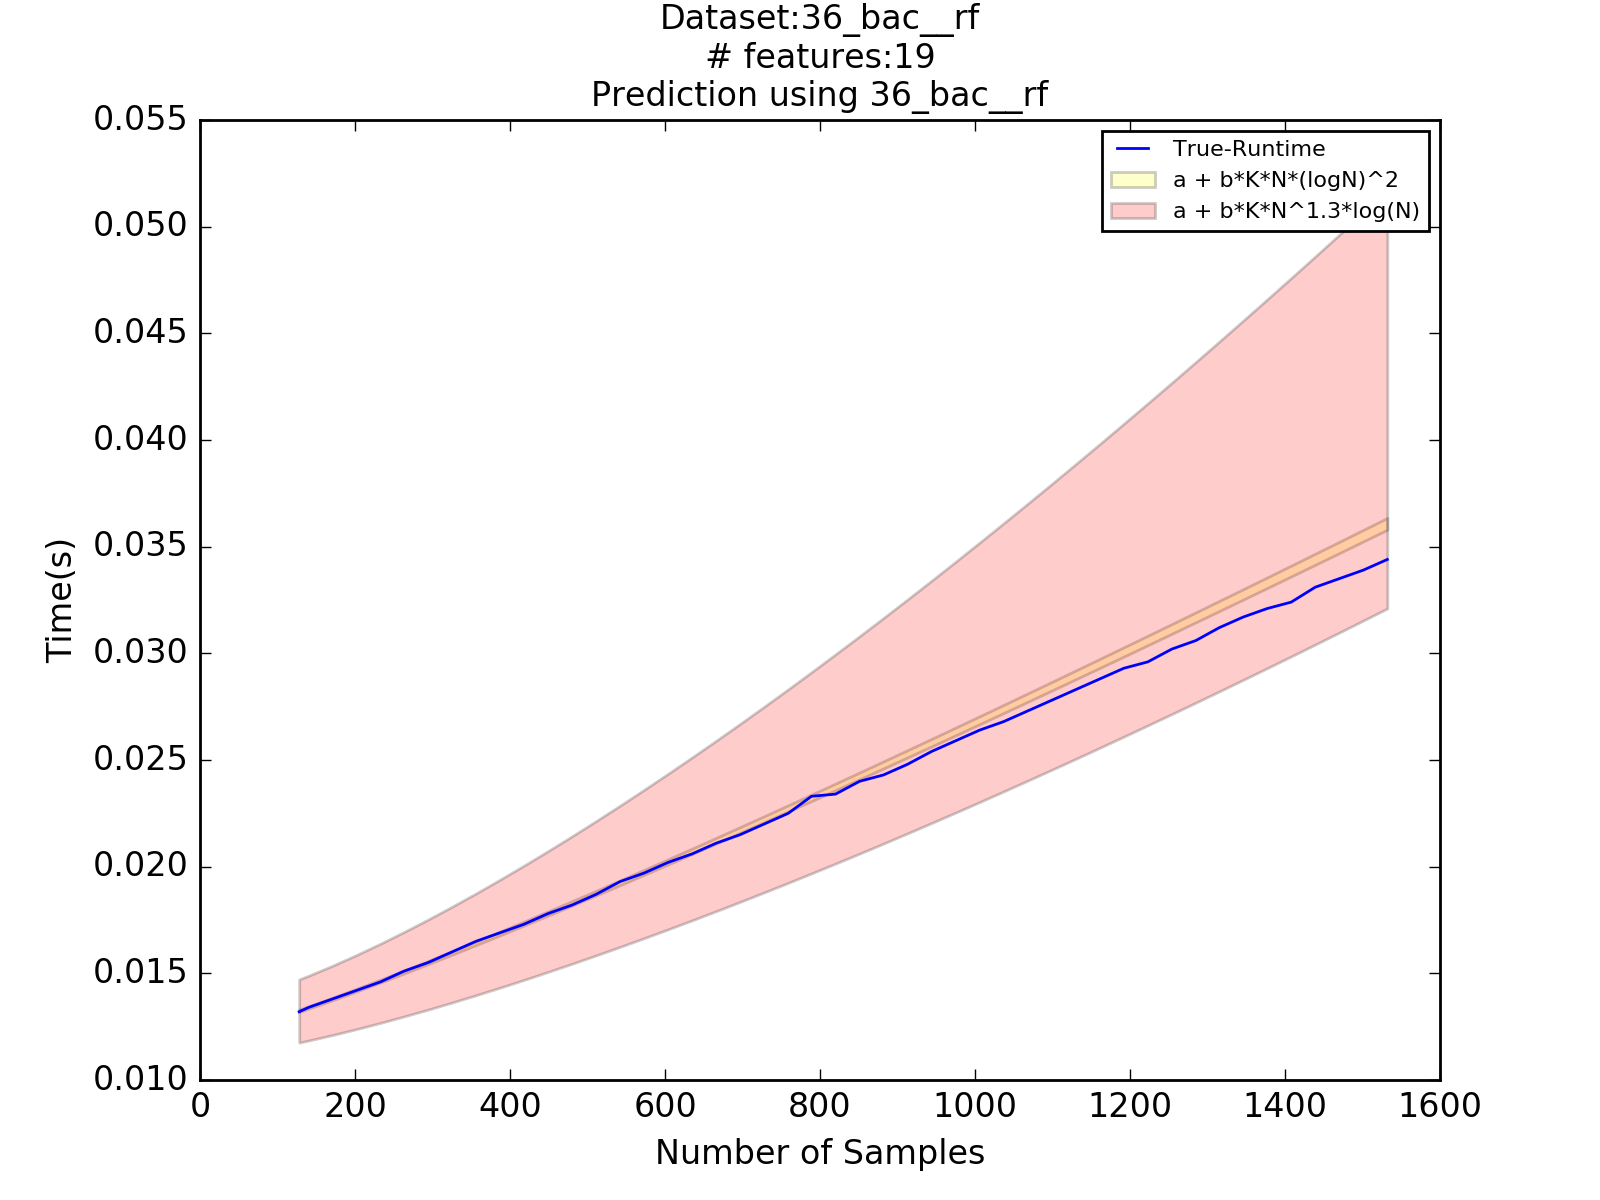 Dataset:36_bac__rf
# features:19
Prediction using 36_bac__rf
0.055
0.050
0.045
0.040
0.035
0.030
0.025
0.020
0.015
0.010
Time(s)
True-Runtime
a + b*K*N*(logN)^2
a + b*K*N^1.3*log(N)
0 200 400 600 800 1000 1200 1400 1600
Number of Samples